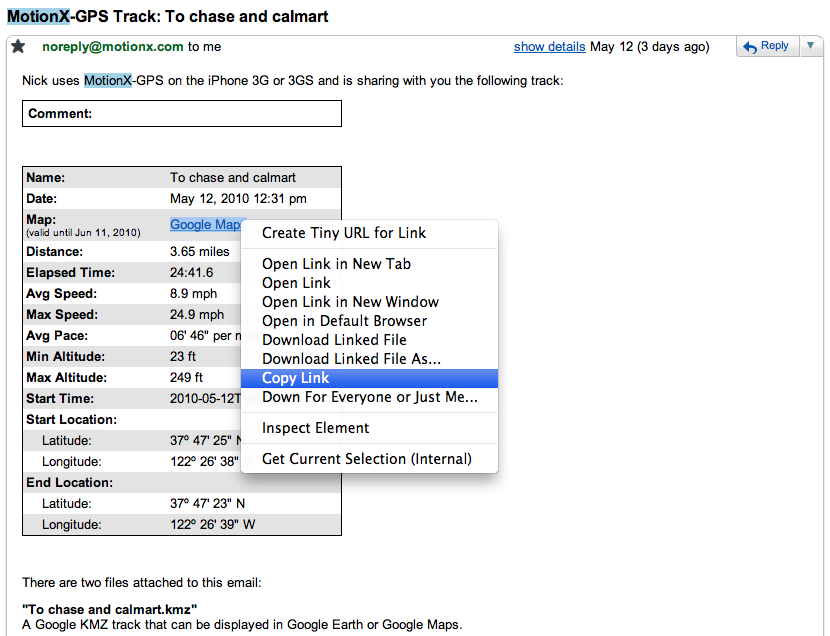 MotionX-GPS Track: To chase and calmart
noreply@motionx.com to me show details May 12 (3 days ago) Reply
Nick uses MotionX-GPS on the iPhone 3G or 3GS and is sharing with you the following track:
Comment:
Name: To chase and calmart
Date: May 12, 2010 12:31 pm
Map: Google Maps
(valid until Jun 11, 2010)
Distance: 3.65 miles
Elapsed Time: 24:41.6
Avg Speed: 8.9 mph
Max Speed: 24.9 mph
Avg Pace: 06' 46" per m
Min Altitude: 23 ft
Max Altitude: 249 ft
Start Time: 2010-05-12T
Start Location:
Latitude: 37º 47' 25" N
Longitude: 122º 26' 38"
End Location:
Latitude: 37º 47' 23" N
Longitude: 122º 26' 39" W
Create Tiny URL for Link
Open Link in New Tab
Open Link
Open Link in New Window
Open in Default Browser
Download Linked File
Download Linked File As...
Copy Link
Down For Everyone or Just Me...
Inspect Element
Get Current Selection (Internal)
There are two files attached to this email:
"To chase and calmart.kmz"
A Google KMZ track that can be displayed in Google Earth or Google Maps.